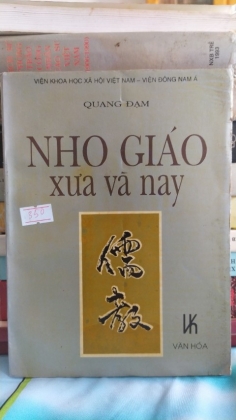 VIỆN KHOA HỌC XÃ HỘI VIỆT NAM - VIỆN ĐÔNG NAM Á
QUANG ĐẠM
NHO GIÁO
xưa và nay
儒教
VĂN HÓA